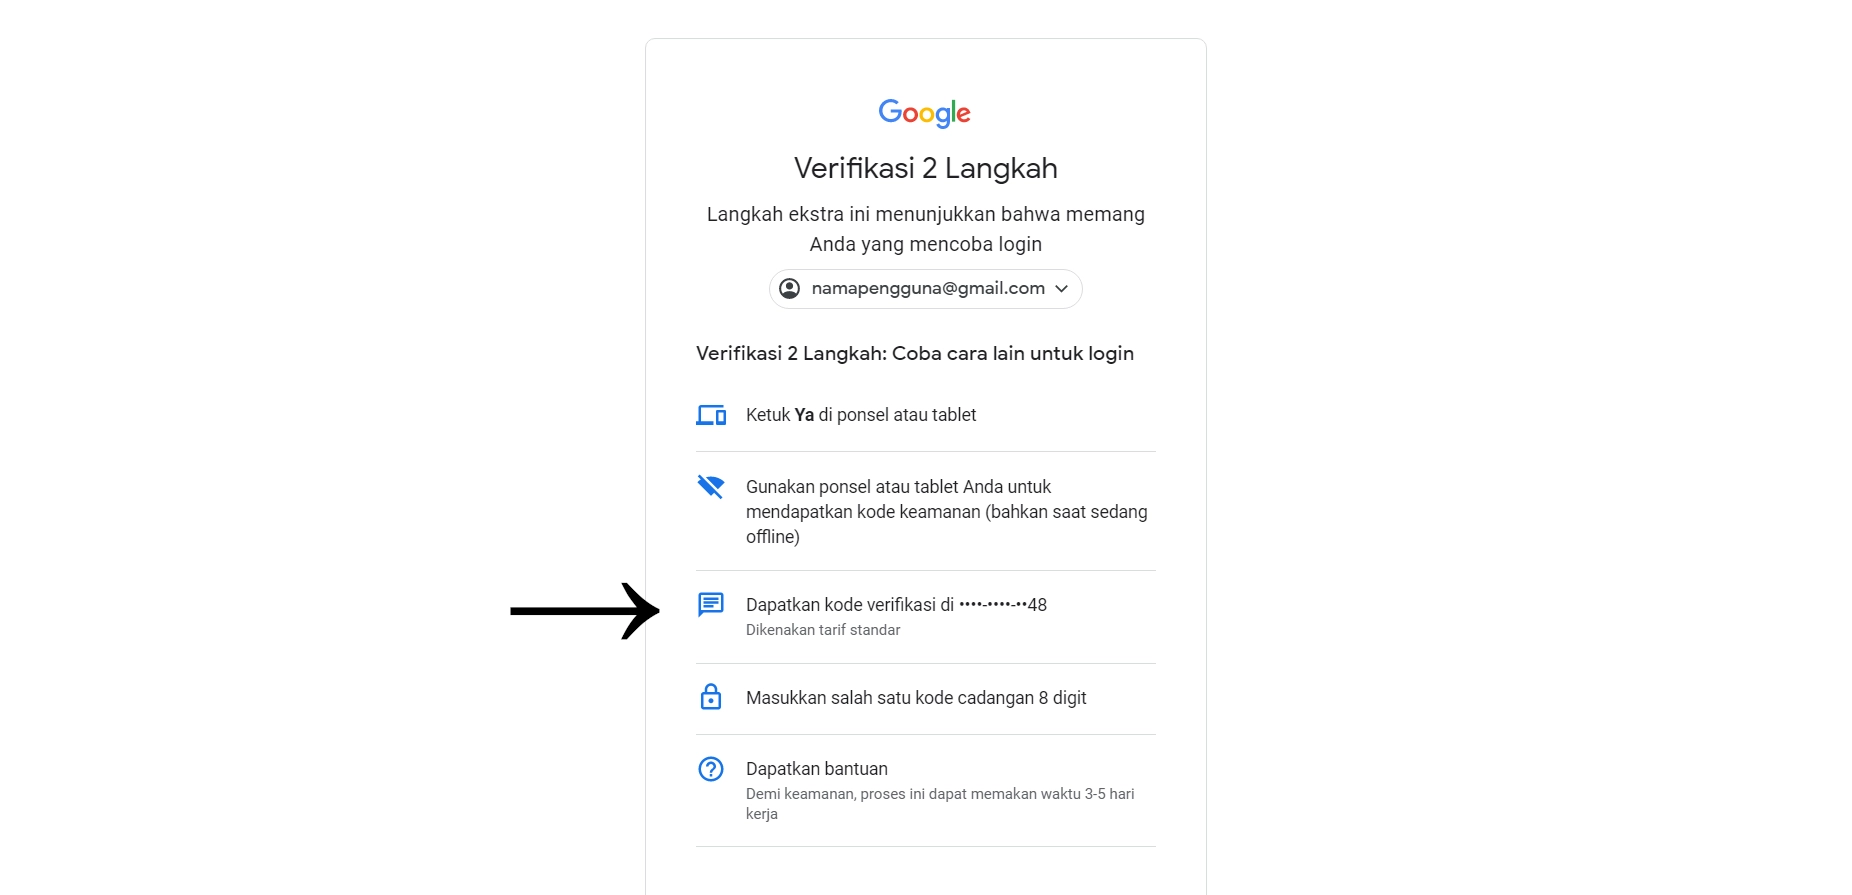 Google
Verifikasi 2 Langkah
Langkah ekstra ini menunjukkan bahwa memang
Anda yang mencoba login
namapengguna@gmail.com
Verifikasi 2 Langkah: Coba cara lain untuk login
Ketuk Ya di ponsel atau tablet
Gunakan ponsel atau tablet Anda untuk
mendapatkan kode keamanan (bahkan saat sedang
offline)
Dapatkan kode verifikasi di ••••-••••-••48
Dikenakan tarif standar
Masukkan salah satu kode cadangan 8 digit
Dapatkan bantuan
Demi keamanan, proses ini dapat memakan waktu 3-5 hari
kerja